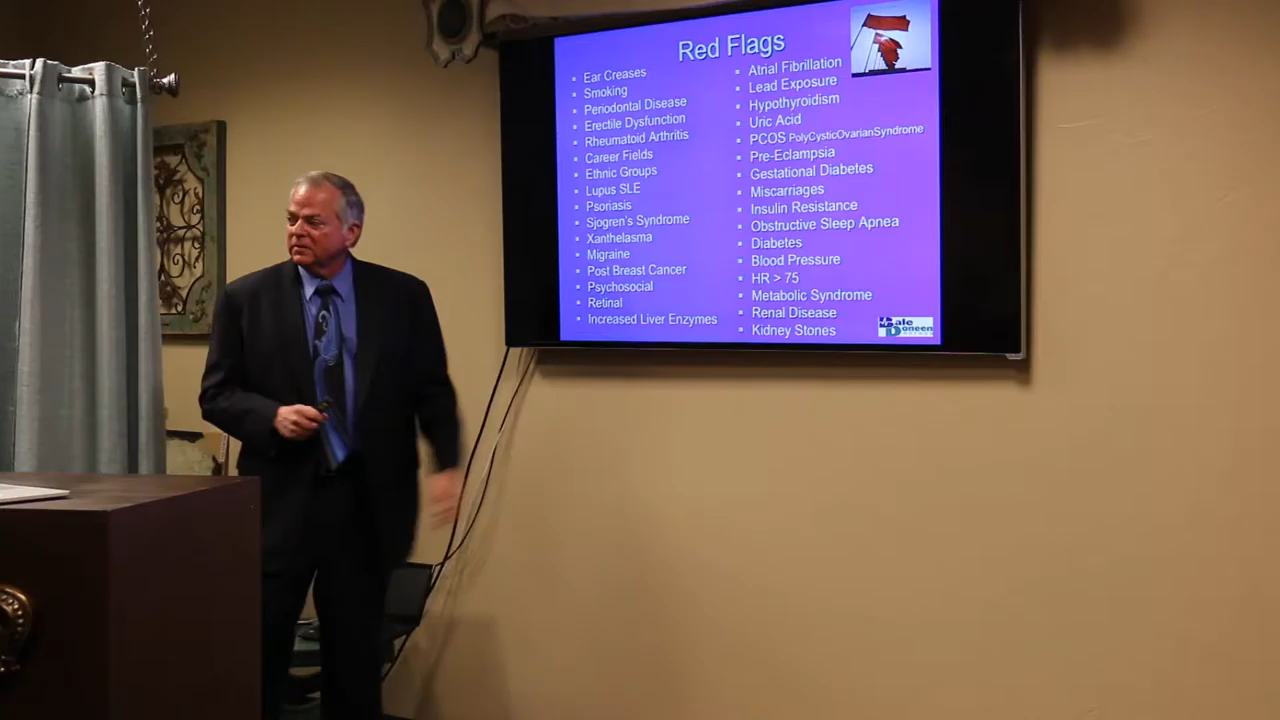 Red Flags
Ear Creases
Smoking
Periodontal Disease
Erectile Dysfunction
Rheumatoid Arthritis
Career Fields
Ethnic Groups
Lupus SLE
Psoriasis
Sjogren's Syndrome
Xanthelasma
Migraine
Post Breast Cancer
Psychosocial
Retinal
Increased Liver Enzymes
Atrial Fibrillation
Lead Exposure
Hypothyroidism
Uric Acid
PCOS PolyCysticOvarianSyndrome
Pre-Eclampsia
Gestational Diabetes
Miscarriages
Insulin Resistance
Obstructive Sleep Apnea
Diabetes
Blood Pressure
HR > 75
Metabolic Syndrome
Renal Disease
Kidney Stones
Bale
Doneen